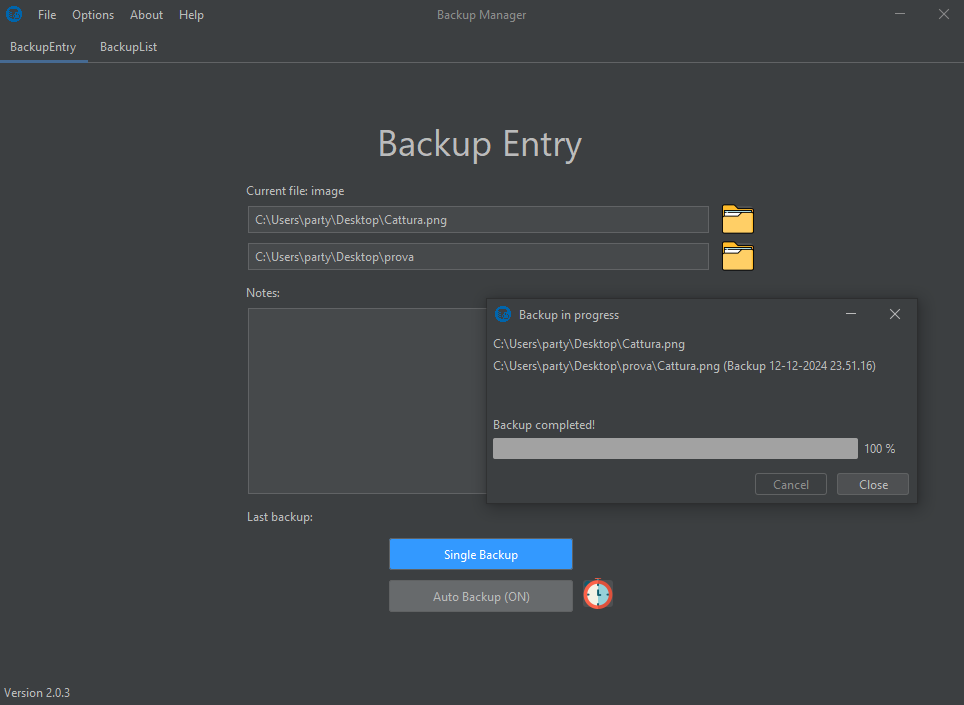 File Options About Help Backup Manager
BackupEntry BackupList
Backup Entry
Current file: image
C:\Users\party\Desktop\Cattura.png
C:\Users\party\Desktop\prova
Notes:
Backup in progress
C:\Users\party\Desktop\Cattura.png
C:\Users\party\Desktop\prova\Cattura.png (Backup 12-12-2024 23.51.16)
Backup completed!
100 %
Cancel Close
Last backup:
Single Backup
Auto Backup (ON)
Version 2.0.3